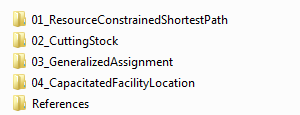 01_ResourceConstrainedShortestPath
02_CuttingStock
03_GeneralizedAssignment
04_CapacitatedFacilityLocation
References